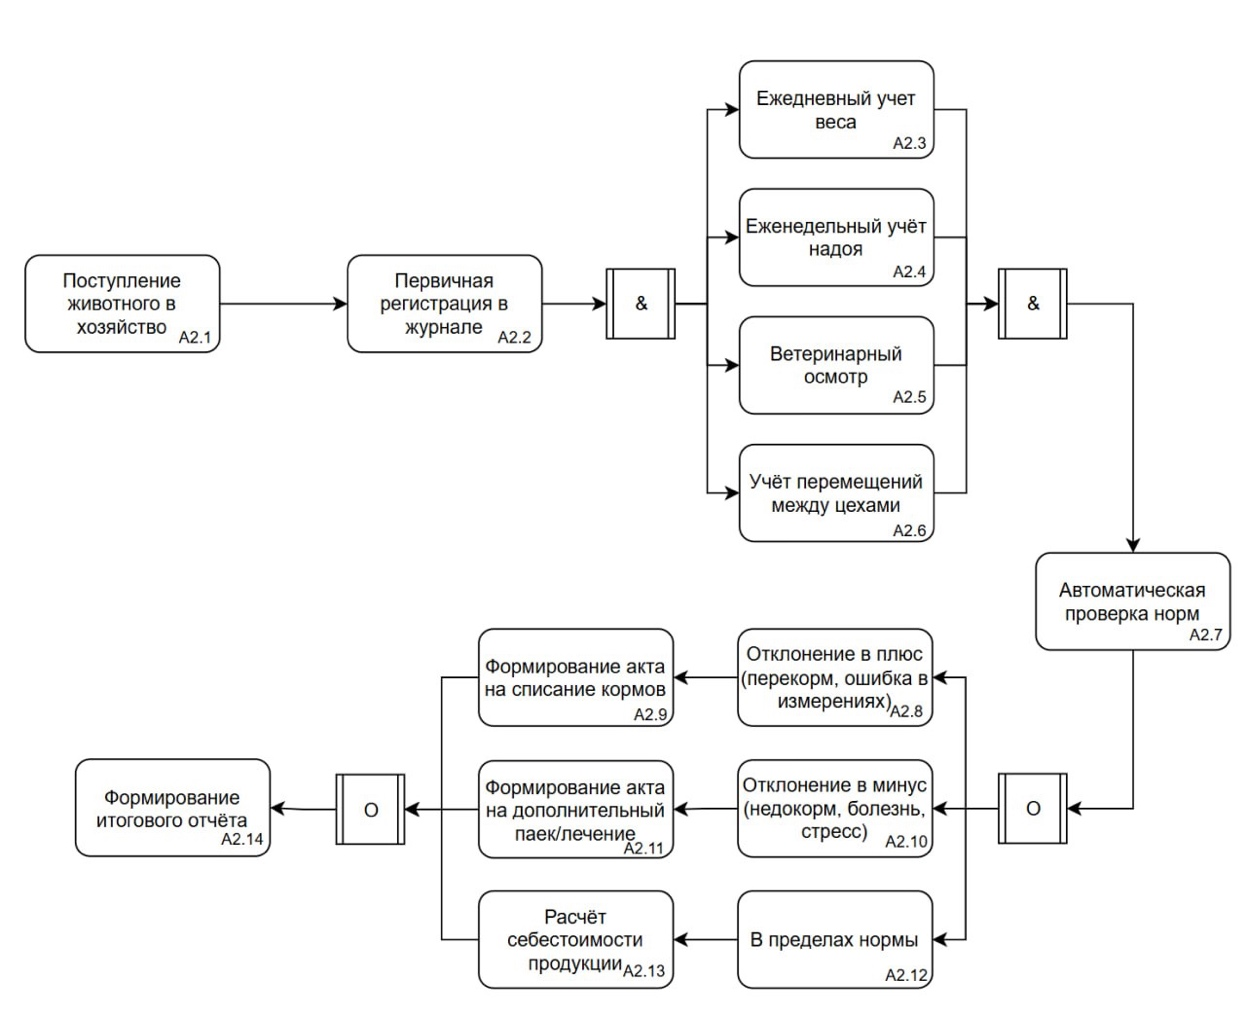 Ежедневный учет
веса
A2.3
Еженедельный учёт
надоя
A2.4
Поступление
животного в
хозяйство
A2.1
Первичная
регистрация в
журнале
A2.2
&
&
Ветеринарный
осмотр
A2.5
Учёт перемещений
между цехами
A2.6
Автоматическая
проверка норм
A2.7
Формирование акта
на списание кормов
A2.9
Отклонение в плюс
(перекорм, ошибка в
измерениях)
A2.8
Формирование
итогового отчёта
A2.14
O
Формирование акта
на дополнительный
паек/лечение
A2.11
Отклонение в минус
(недокорм, болезнь,
стресс)
A2.10
O
Расчёт
себестоимости
продукции
A2.13
В пределах нормы
A2.12